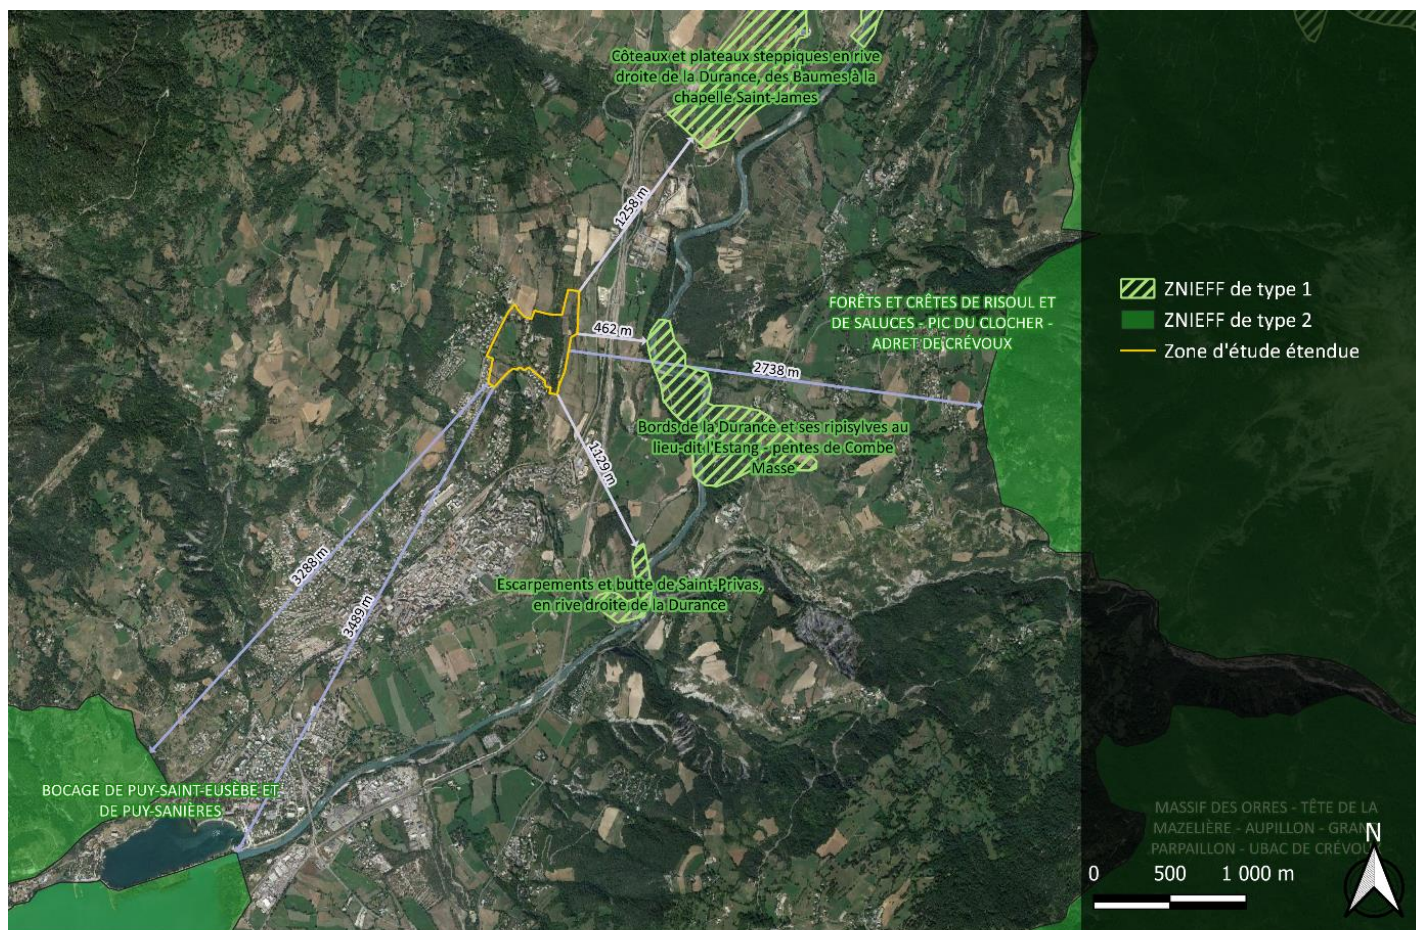 Côteaux et plateaux steppiques en rive
droite de la Durance, des Baumes à la
chapelle Saint-James
1258 m
462 m
FORÊTS ET CRÊTES DE RISOUL ET
DE SALUCES - PIC DU CLOCHER -
ADRET DE CRÉVOUX
2738 m
Bords de la Durance et ses ripisylves au
lieu-dit l'Estang - pentes de Combe
Masse
1129 m
3288 m
3489 m
Escarpements et butte de Saint-Privas,
en rive droite de la Durance
BOCAGE DE PUY-SAINT-EUSÈBE ET
DE PUY-SANIÈRES
ZNIEFF de type 1
ZNIEFF de type 2
Zone d'étude étendue
MASSIF DES ORRES - TÊTE DE LA
MAZELIÈRE - AUPILLON - GRAND
PARPAILLON - UBAC DE CRÉVOUX
N
0 500 1 000 m